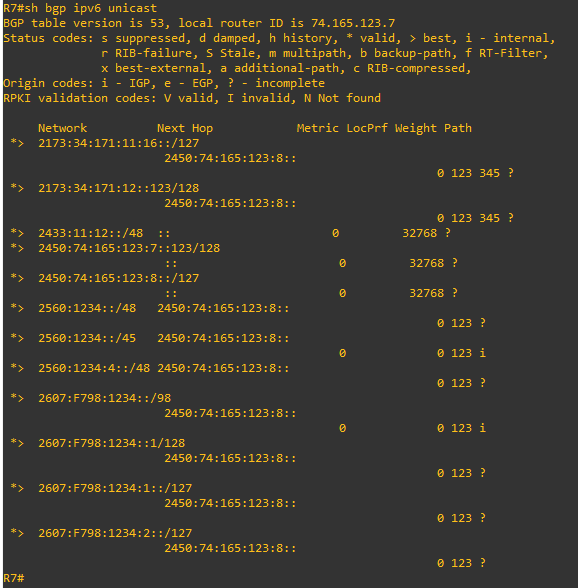 R7#sh bgp ipv6 unicast
BGP table version is 53, local router ID is 74.165.123.7
Status codes: s suppressed, d damped, h history, * valid, > best, i - internal,
r RIB-failure, S Stale, m multipath, b backup-path, f RT-Filter,
x best-external, a additional-path, c RIB-compressed,
Origin codes: i - IGP, e - EGP, ? - incomplete
RPKI validation codes: V valid, I invalid, N Not found
Network Next Hop Metric LocPrf Weight Path
*> 2173:34:171:11:16::/127
2450:74:165:123:8::
0 123 345 ?
*> 2173:34:171:12::123/128
2450:74:165:123:8::
0 123 345 ?
*> 2433:11:12::/48 :: 0 32768 ?
*> 2450:74:165:123:7::123/128
:: 0 32768 ?
*> 2450:74:165:123:8::/127
:: 0 32768 ?
*> 2560:1234::/48 2450:74:165:123:8::
0 123 ?
*> 2560:1234::/45 2450:74:165:123:8::
0 0 123 i
*> 2560:1234:4::/48 2450:74:165:123:8::
0 123 ?
*> 2607:F798:1234::/98
2450:74:165:123:8::
0 0 123 i
*> 2607:F798:1234::1/128
2450:74:165:123:8::
0 123 ?
*> 2607:F798:1234:1::/127
2450:74:165:123:8::
0 123 ?
*> 2607:F798:1234:2::/127
2450:74:165:123:8::
0 123 ?
R7#